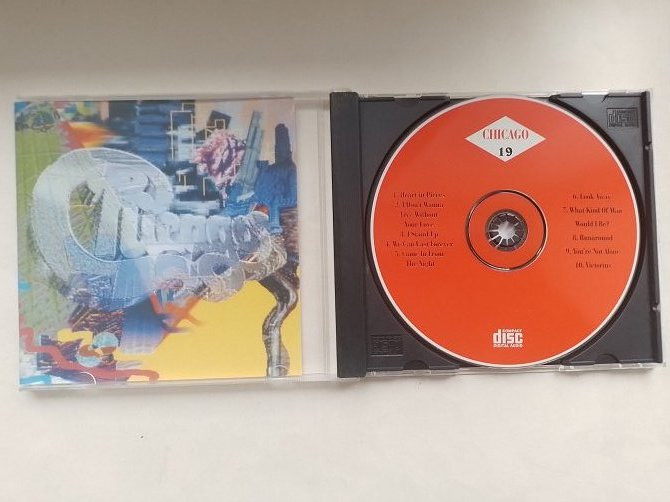 Chicago
CHICAGO
19
1. Heart in Pieces
2. I Don't Wanna
Live Without
Your Love
3. I Stand Up
4. We Can Last Forever
5. Come In From
The Night
6. Look Away
7. What Kind Of Man
Would I Be?
8. Runaround
9. You're Not Alone
10. Victorious
COMPACT
disc
DIGITAL AUDIO